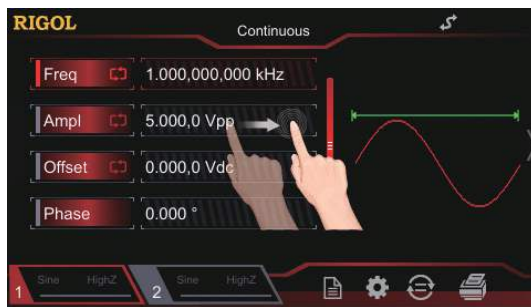 RIGOL
Continuous
Freq 1.000,000,000 kHz
Ampl 5.000,0 Vpp
Offset 0.000,0 Vdc
Phase 0.000 °
1 Sine HighZ 2 Sine HighZ